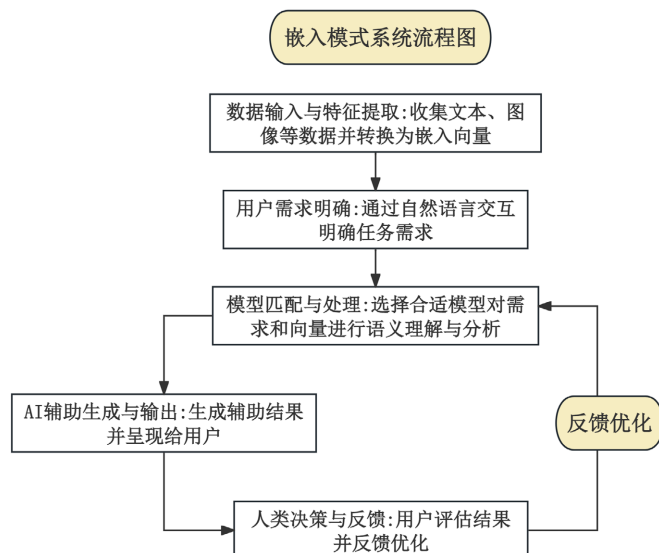 嵌入模式系统流程图
数据输入与特征提取:收集文本、图
像等数据并转换为嵌入向量
用户需求明确:通过自然语言交互
明确任务需求
模型匹配与处理:选择合适模型对需
求和向量进行语义理解与分析
AI辅助生成与输出:生成辅助结果
并呈现给用户
反馈优化
人类决策与反馈:用户评估结果
并反馈优化